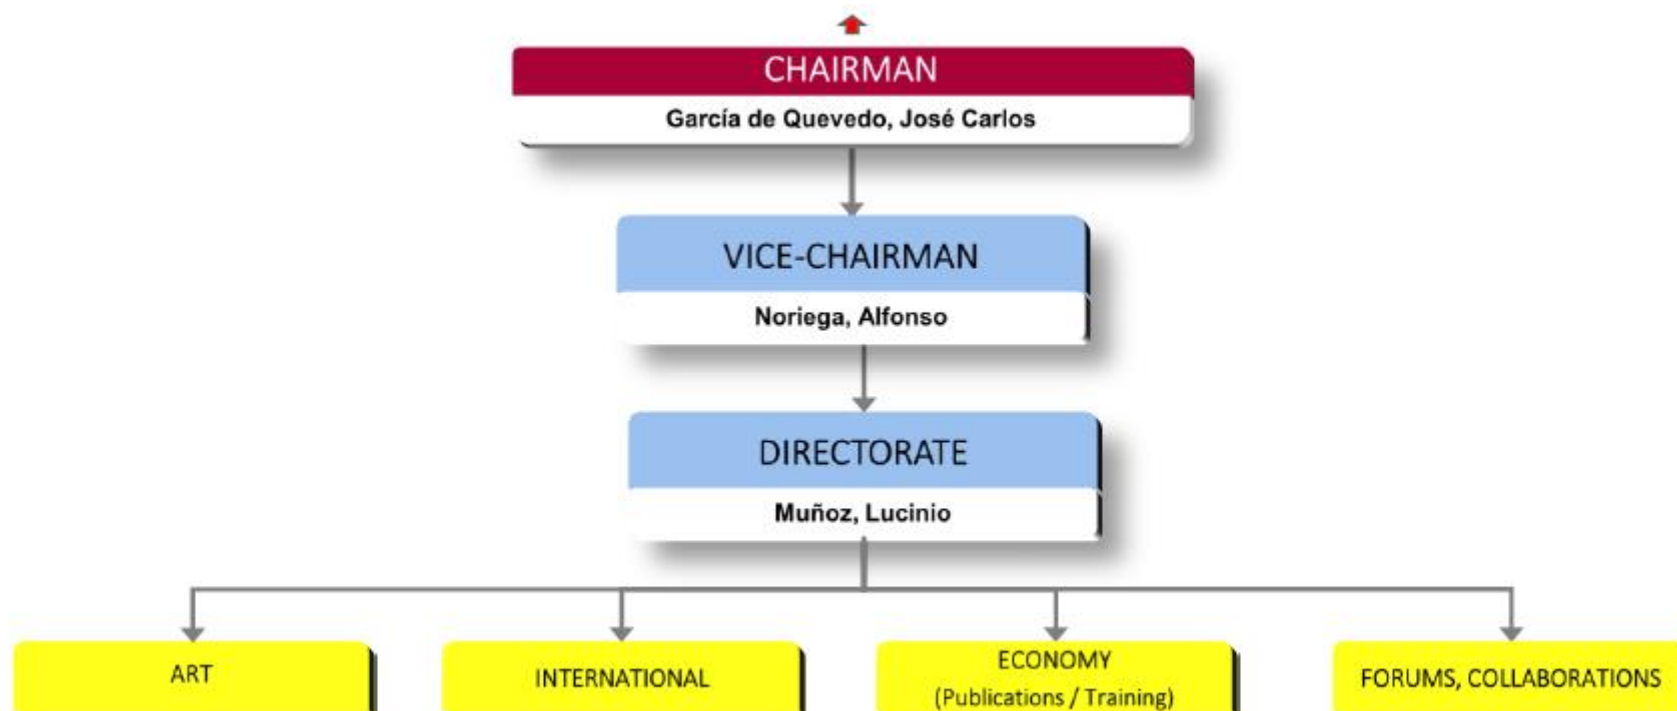 CHAIRMAN
García de Quevedo, José Carlos
VICE-CHAIRMAN
Noriega, Alfonso
DIRECTORATE
Muñoz, Lucinio
ART
INTERNATIONAL
ECONOMY
(Publications / Training)
FORUMS, COLLABORATIONS